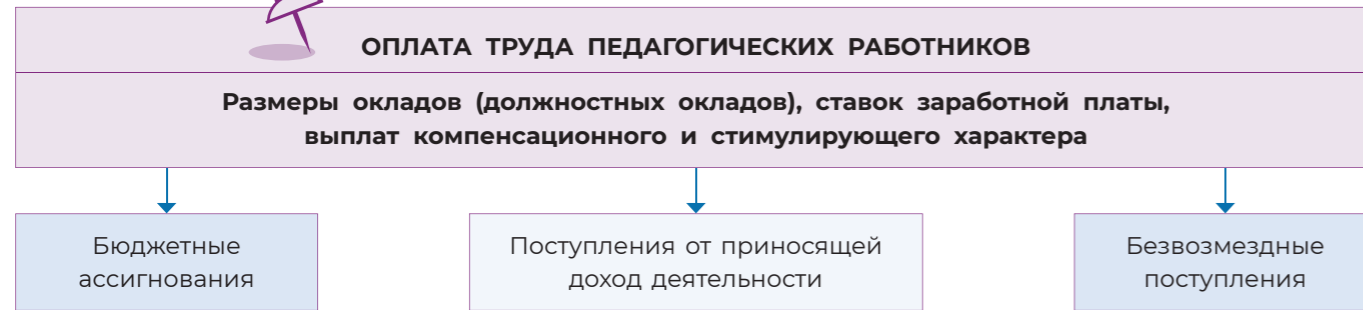 ОПЛАТА ТРУДА ПЕДАГОГИЧЕСКИХ РАБОТНИКОВ
Размеры окладов (должностных окладов), ставок заработной платы,
выплат компенсационного и стимулирующего характера
Бюджетные
ассигнования
Поступления от приносящей
доход деятельности
Безвозмездные
поступления